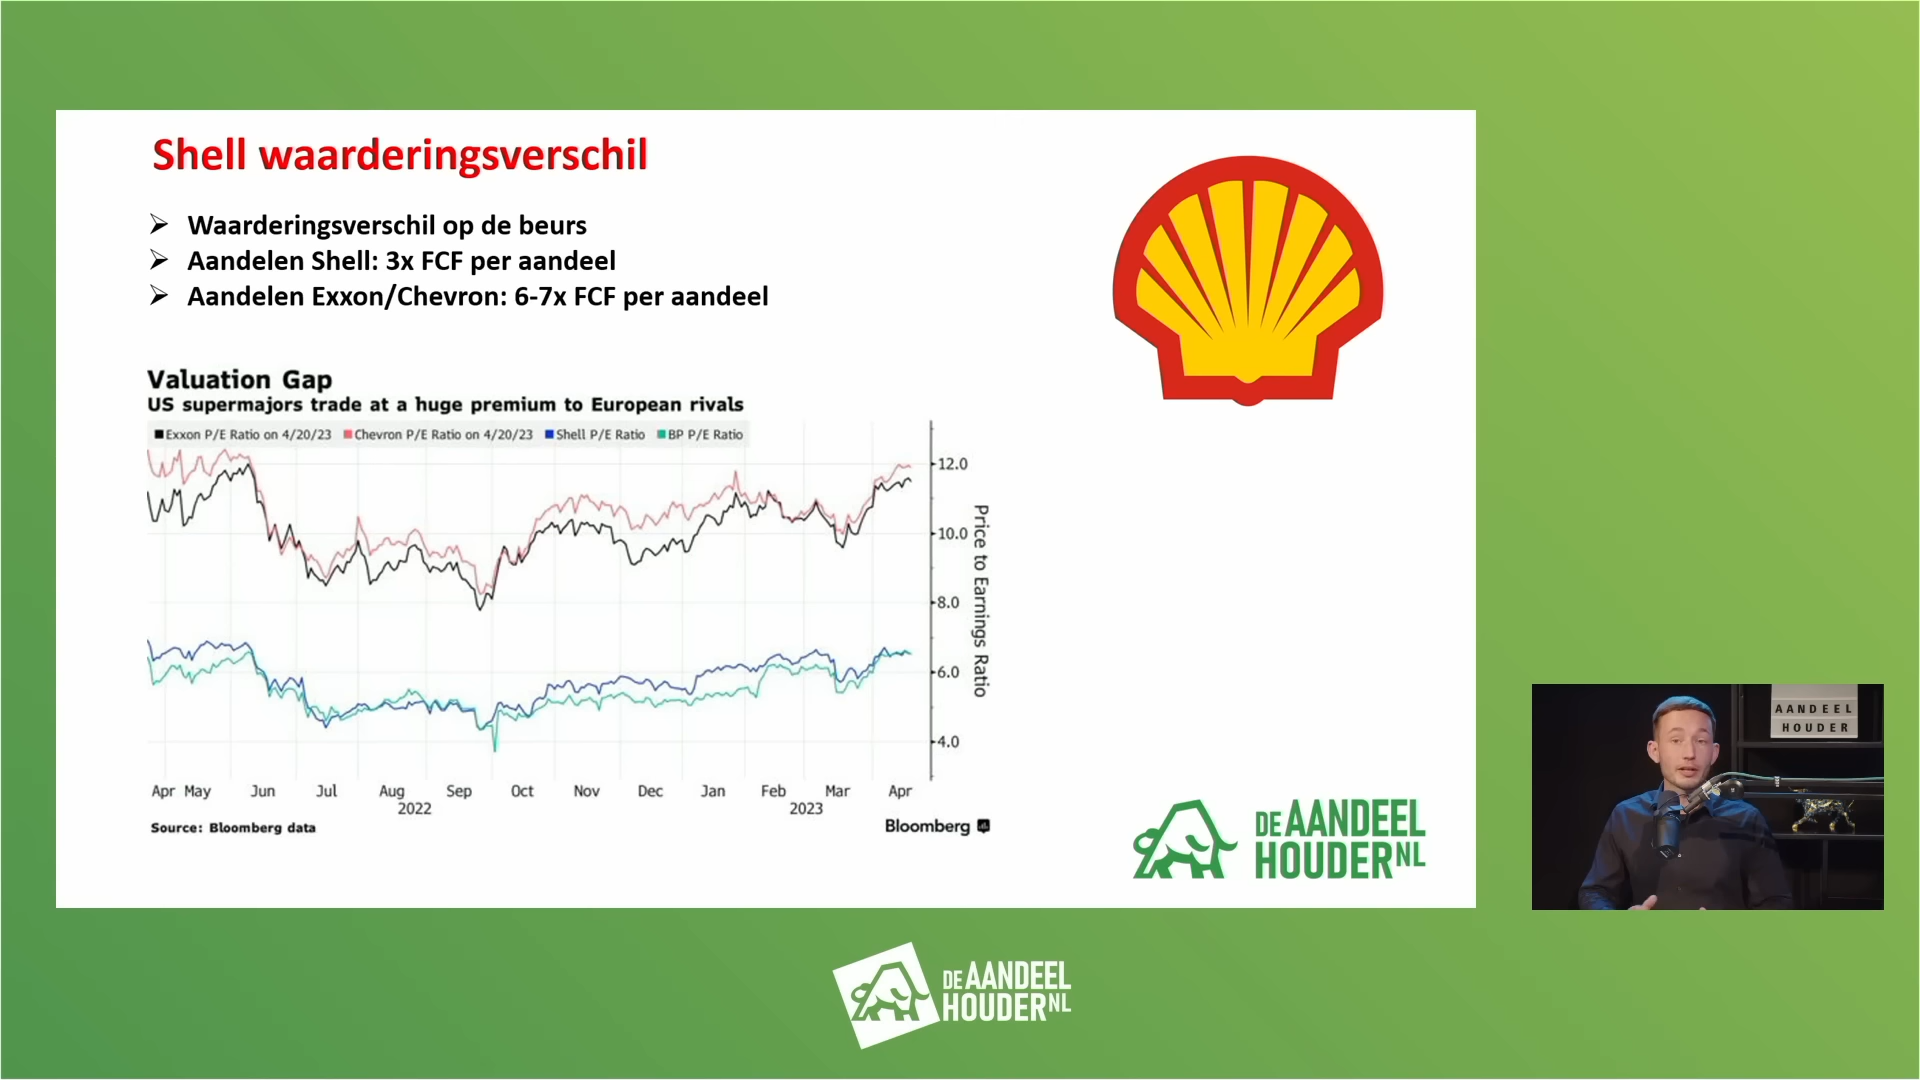 Shell waarderingsverschil
Waarderingsverschil op de beurs
Aandelen Shell: 3x FCF per aandeel
Aandelen Exxon/Chevron: 6-7x FCF per aandeel
Valuation Gap
US supermajors trade at a huge premium to European rivals
Exxon P/E Ratio on 4/20/23 Chevron P/E Ratio on 4/20/23 Shell P/E Ratio BP P/E Ratio
12.0
10.0
8.0
6.0
4.0
Price to Earnings Ratio
Apr May Jun Jul Aug Sep Oct Nov Dec Jan Feb Mar Apr
2022 2023
Source: Bloomberg data
Bloomberg
DE AANDEEL
HOUDER NL
AANDEEL
HOUDER
DE AANDEEL
HOUDER NL